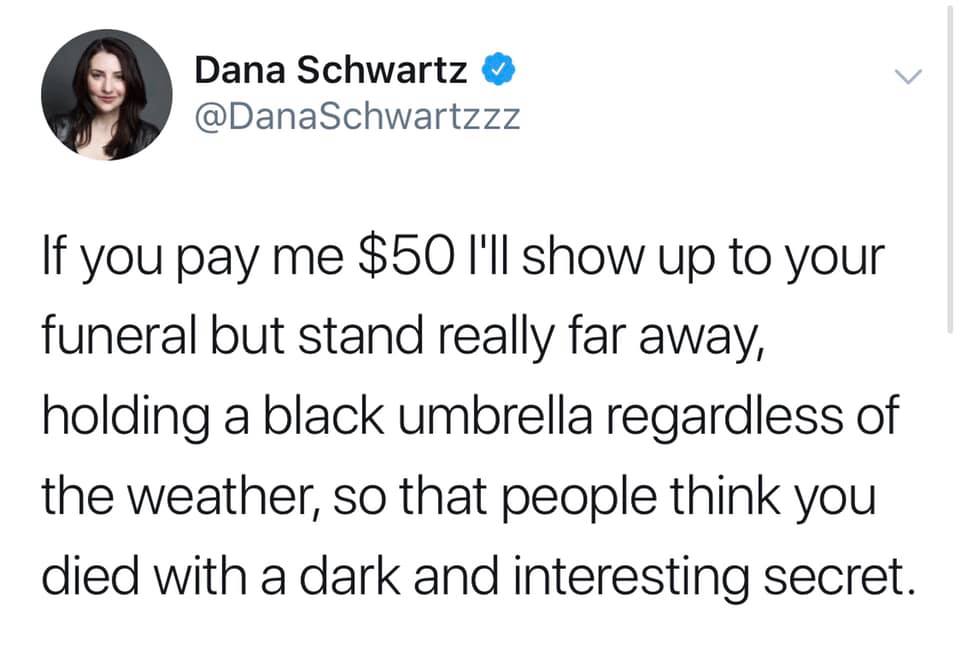 Dana Schwartz
@DanaSchwartzzz
If you pay me $50 I'll show up to your
funeral but stand really far away,
holding a black umbrella regardless of
the weather, so that people think you
died with a dark and interesting secret.